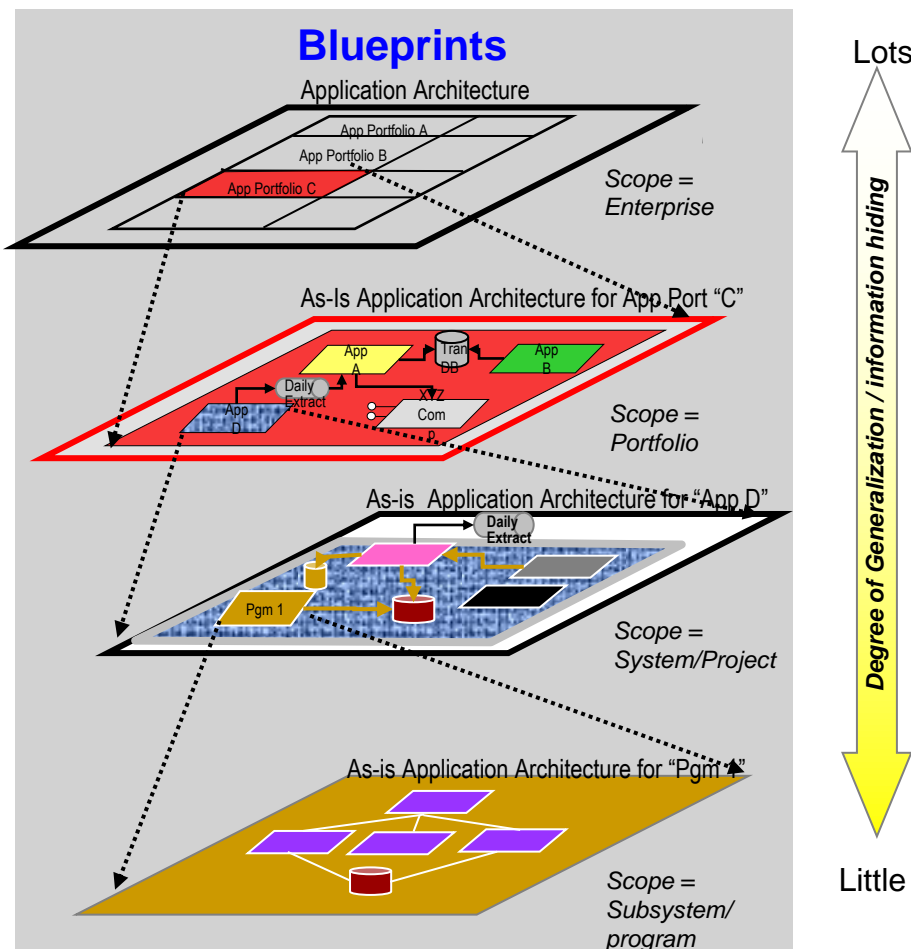 Blueprints
Application Architecture
App Portfolio A
App Portfolio B
App Portfolio C
Scope =
Enterprise
As-Is Application Architecture for App Port “C”
App
A
Tran
DB
App
B
Daily
Extract
App
D
XYZ
Com
p
Scope =
Portfolio
As-is Application Architecture for “App D”
Daily
Extract
Pgm 1
Scope =
System/Project
As-is Application Architecture for “Pgm 1”
Scope =
Subsystem/
program
Lots
Degree of Generalization / information hiding
Little